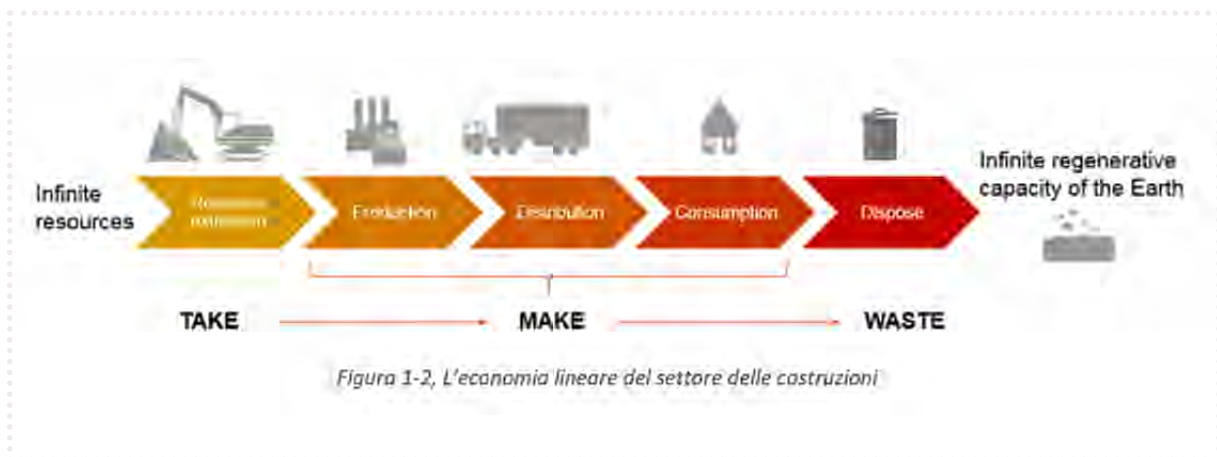 Infinite
resources
Production
Distribution
Consumption
Dispose
Infinite regenerative
capacity of the Earth
TAKE
MAKE
WASTE
Figura 1-2, L'economia lineare del settore delle costruzioni